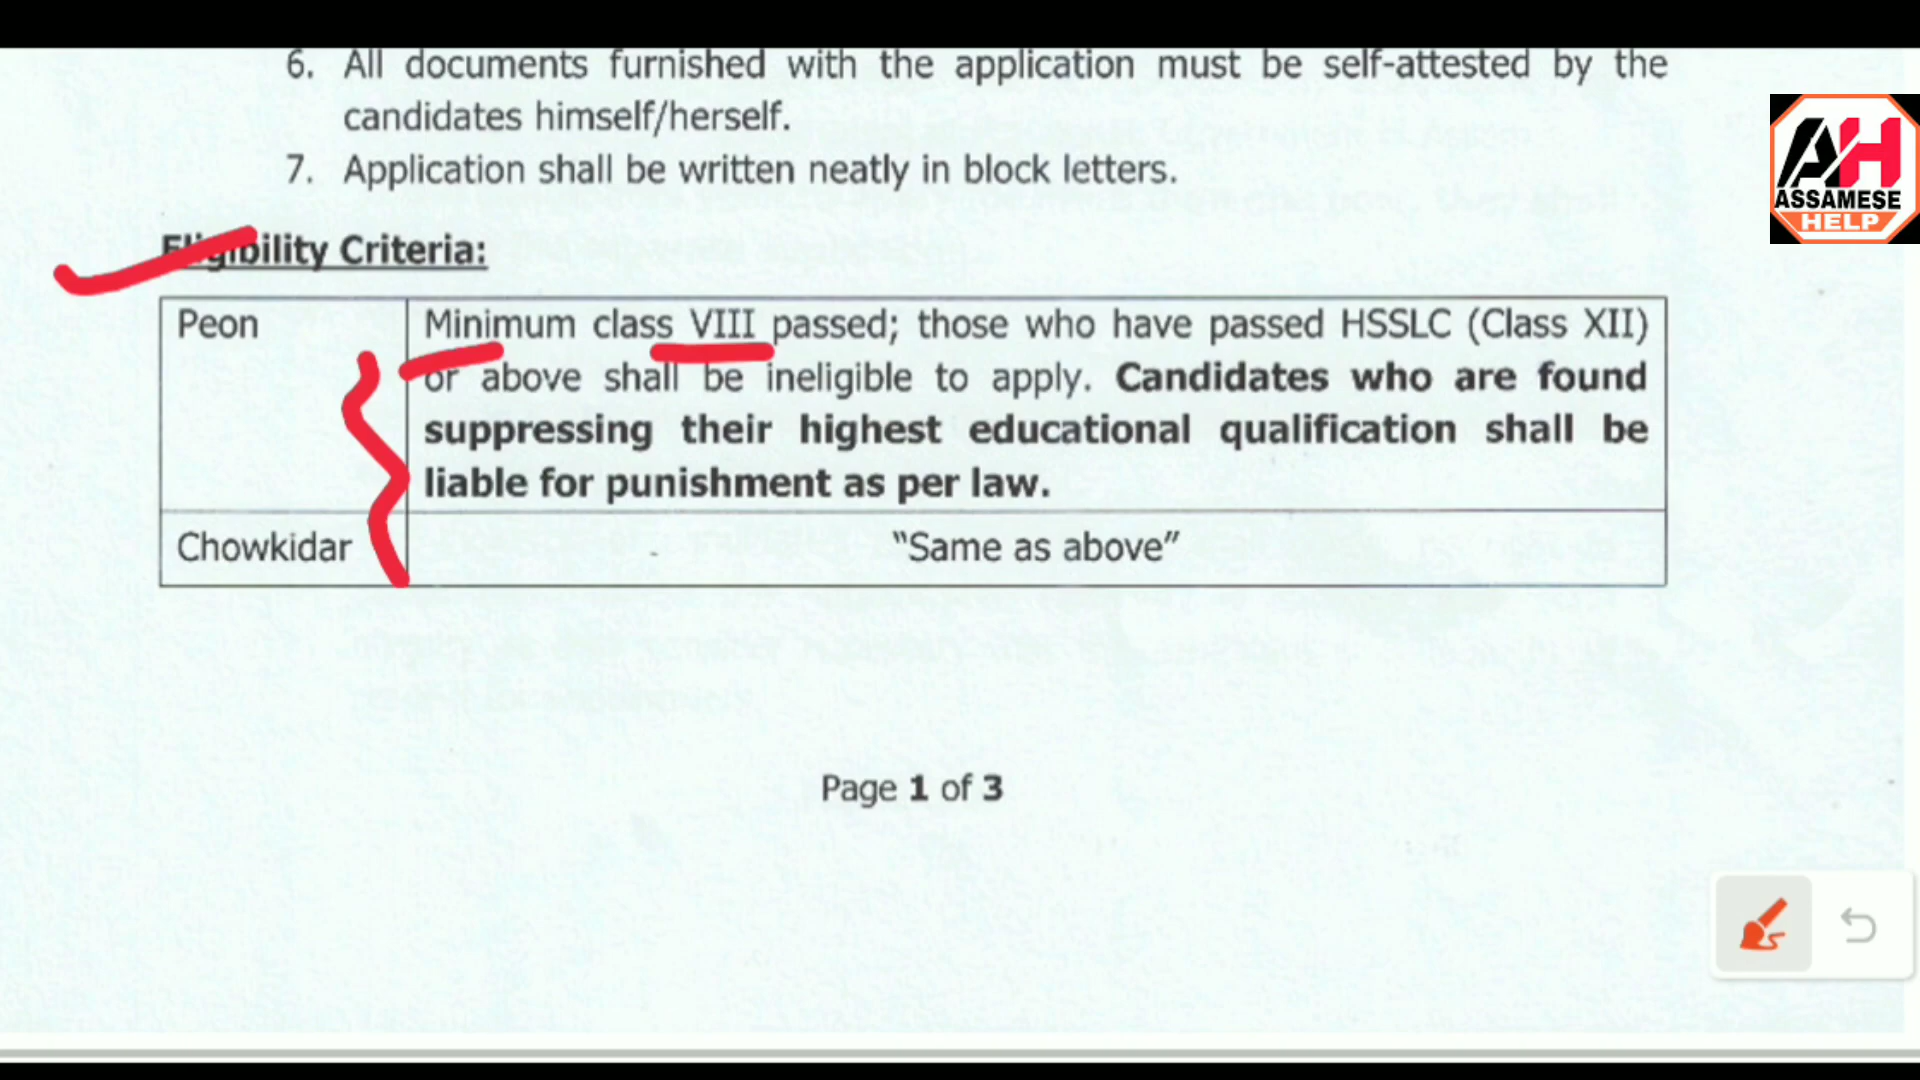 6. All documents furnished with the application must be self-attested by the
candidates himself/herself.
7. Application shall be written neatly in block letters.
AH
ASSAMESE
HELP
Eligibility Criteria:
Peon
Minimum class VIII passed; those who have passed HSSLC (Class XII)
or above shall be ineligible to apply. Candidates who are found
suppressing their highest educational qualification shall be
liable for punishment as per law.
Chowkidar
“Same as above”
Page 1 of 3